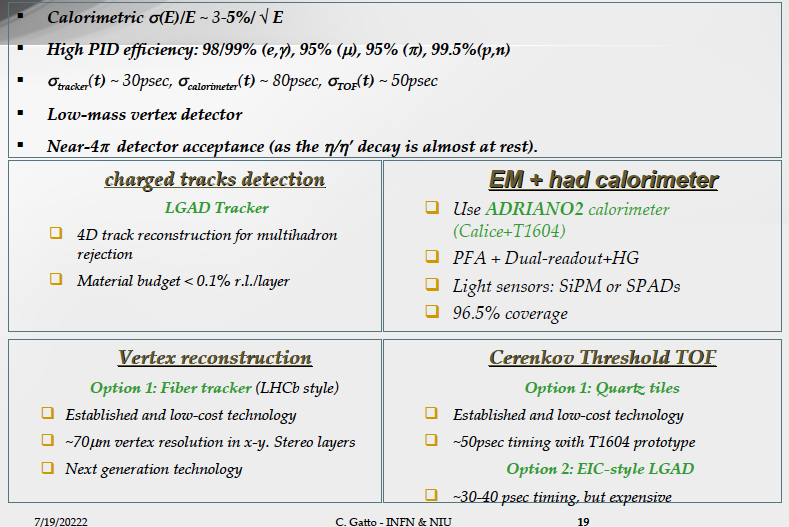 ▪ Calorimetric σ(E)/E ~ 3-5%/ √ E
▪ High PID efficiency: 98/99% (e,γ), 95% (μ), 95% (π), 99.5%(p,n)
▪ σtracker(t) ~ 30psec, σcalorimeter(t) ~ 80psec, σTOF(t) ~ 50psec
▪ Low-mass vertex detector
▪ Near-4π detector acceptance (as the η/η’ decay is almost at rest).
charged tracks detection
LGAD Tracker
❑ 4D track reconstruction for multihadron
rejection
❑ Material budget < 0.1% r.l./layer
EM + had calorimeter
❑ Use ADRIANO2 calorimeter
(Calice+T1604)
❑ PFA + Dual-readout+HG
❑ Light sensors: SiPM or SPADs
❑ 96.5% coverage
Vertex reconstruction
Option 1: Fiber tracker (LHCb style)
❑ Established and low-cost technology
❑ ~70μm vertex resolution in x-y. Stereo layers
❑ Next generation technology
Cerenkov Threshold TOF
Option 1: Quartz tiles
❑ Established and low-cost technology
❑ ~50psec timing with T1604 prototype
Option 2: EIC-style LGAD
❑ ~30-40 psec timing, but expensive
7/19/20222 C. Gatto - INFN & NIU 19